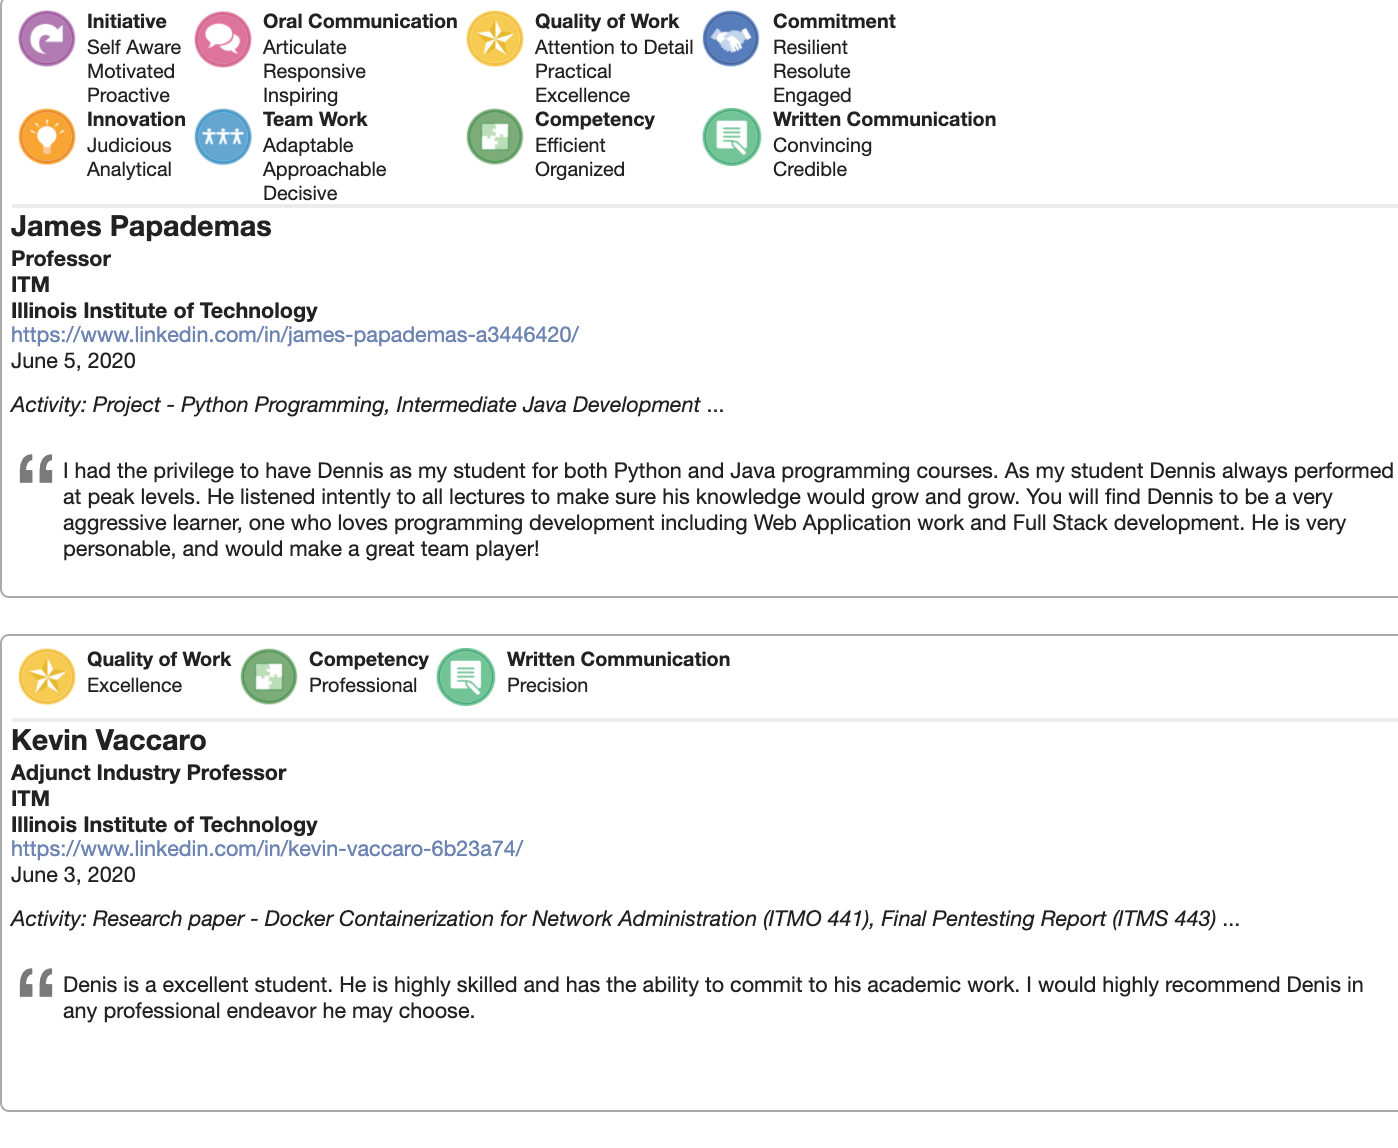 Initiative
Self Aware
Motivated
Proactive
Oral Communication
Articulate
Responsive
Inspiring
Quality of Work
Attention to Detail
Practical
Excellence
Commitment
Resilient
Resolute
Engaged
Innovation
Judicious
Analytical
Team Work
Adaptable
Approachable
Decisive
Competency
Efficient
Organized
Written Communication
Convincing
Credible
James Papademas
Professor
ITM
Illinois Institute of Technology
https://www.linkedin.com/in/james-papademas-a3446420/
June 5, 2020
Activity: Project - Python Programming, Intermediate Java Development ...
“ I had the privilege to have Dennis as my student for both Python and Java programming courses. As my student Dennis always performed
at peak levels. He listened intently to all lectures to make sure his knowledge would grow and grow. You will find Dennis to be a very
aggressive learner, one who loves programming development including Web Application work and Full Stack development. He is very
personable, and would make a great team player!
Quality of Work
Excellence
Competency
Professional
Written Communication
Precision
Kevin Vaccaro
Adjunct Industry Professor
ITM
Illinois Institute of Technology
https://www.linkedin.com/in/kevin-vaccaro-6b23a74/
June 3, 2020
Activity: Research paper - Docker Containerization for Network Administration (ITMO 441), Final Pentesting Report (ITMS 443) ...
“ Denis is a excellent student. He is highly skilled and has the ability to commit to his academic work. I would highly recommend Denis in
any professional endeavor he may choose.